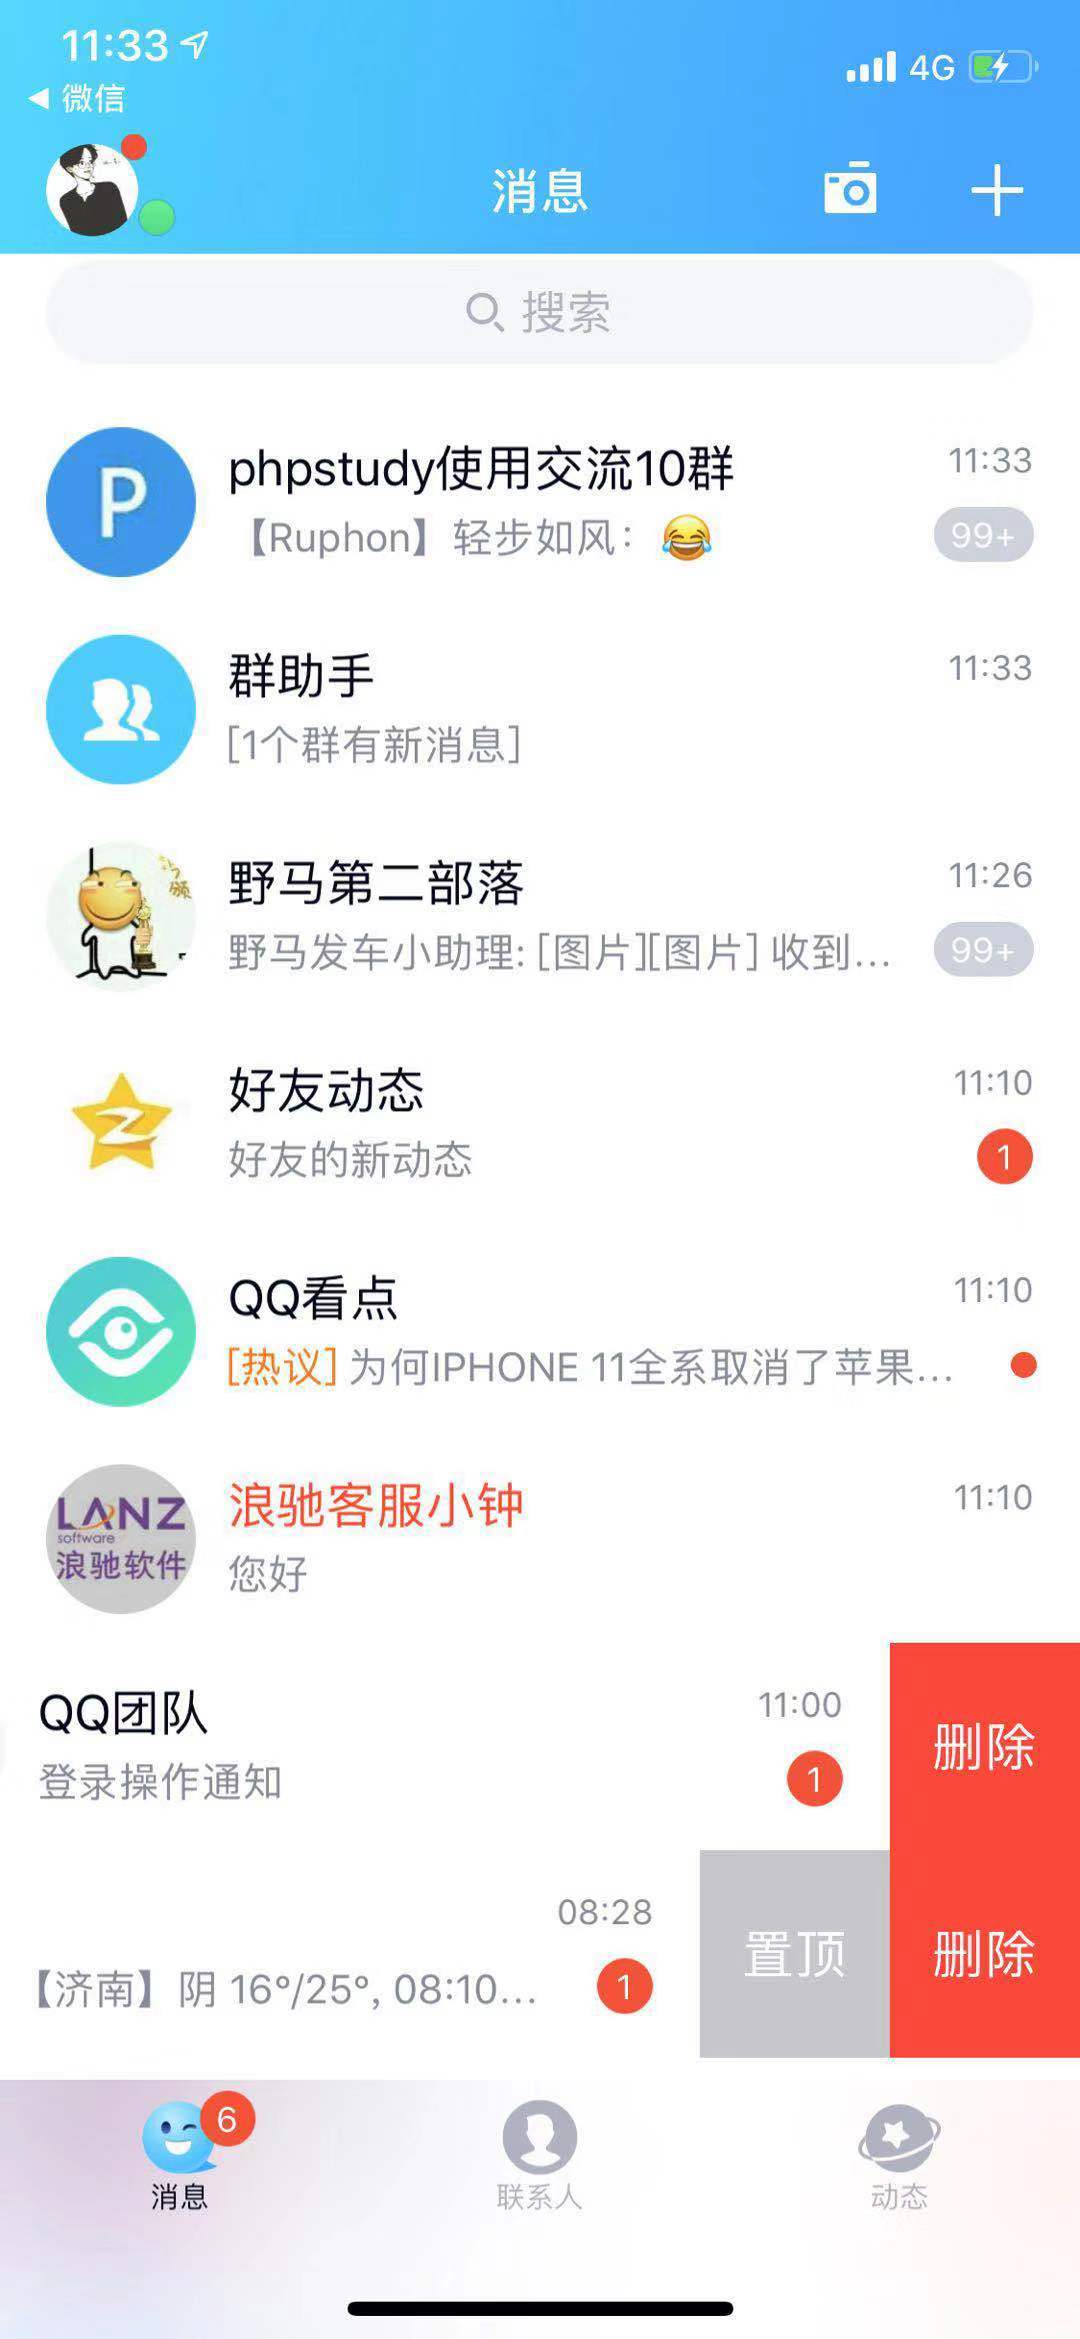 11:33
4G
微信
消息
搜索
P
phpstudy使用交流10群
11:33
【Ruphon】轻步如风：😂
99+
群助手
11:33
[1个群有新消息]
野马第二部落
11:26
野马发车小助理: [图片][图片] 收到...
99+
好友动态
11:10
好友的新动态
1
QQ看点
11:10
[热议] 为何IPHONE 11全系取消了苹果...
LANZ
software
浪驰软件
浪驰客服小钟
11:10
您好
QQ团队
11:00
登录操作通知
1
删除
08:28
【济南】阴 16°/25°, 08:10...
1
置顶
删除
6
消息
联系人
动态